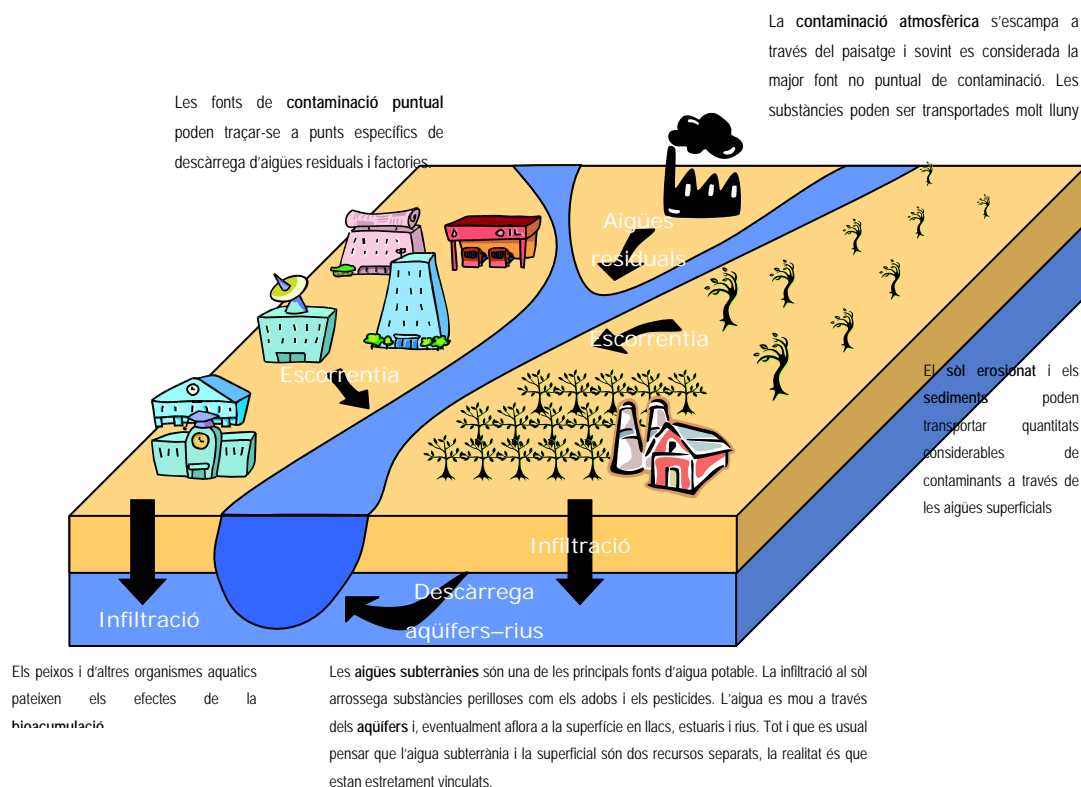 La contaminació atmosfèrica s'escampa a
través del paisatge i sovint es considerada la
major font no puntual de contaminació. Les
substàncies poden ser transportades molt lluny
Les fonts de contaminació puntual
poden traçar-se a punts específics de
descàrrega d'aigües residuals i factories.
Aigües
residuals
OIL
Escorrentia
Escorrentia
El sòl erosionat i els
sediments poden
transportar quantitats
considerables de
contaminants a través de
les aigües superficials
Infiltració
Infiltració
Descàrrega
aqüífers–rius
Els peixos i d'altres organismes aquatics
pateixen els efectes de la
bioacumulació
Les aigües subterrànies són una de les principals fonts d'aigua potable. La infiltració al sòl
arrossega substàncies perilloses com els adobs i els pesticides. L'aigua es mou a través
dels aqüífers i, eventualment aflora a la superfície en llacs, estuaris i rius. Tot i que es usual
pensar que l'aigua subterrània i la superficial són dos recursos separats, la realitat és que
estan estretament vinculats.